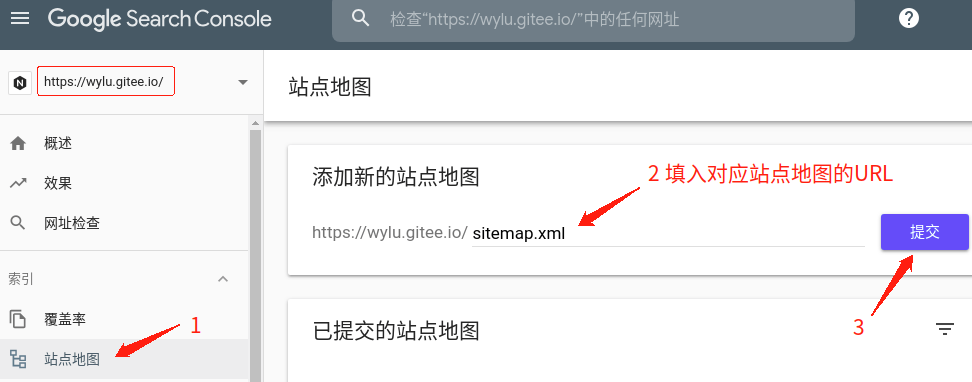 Google Search Console
检查“https://wylu.gitee.io/”中的任何网址
?
N
https://wylu.gitee.io/
站点地图
概述
效果
网址检查
索引
覆盖率
站点地图
1
添加新的站点地图
2 填入对应站点地图的URL
https://wylu.gitee.io/ sitemap.xml
提交
3
已提交的站点地图